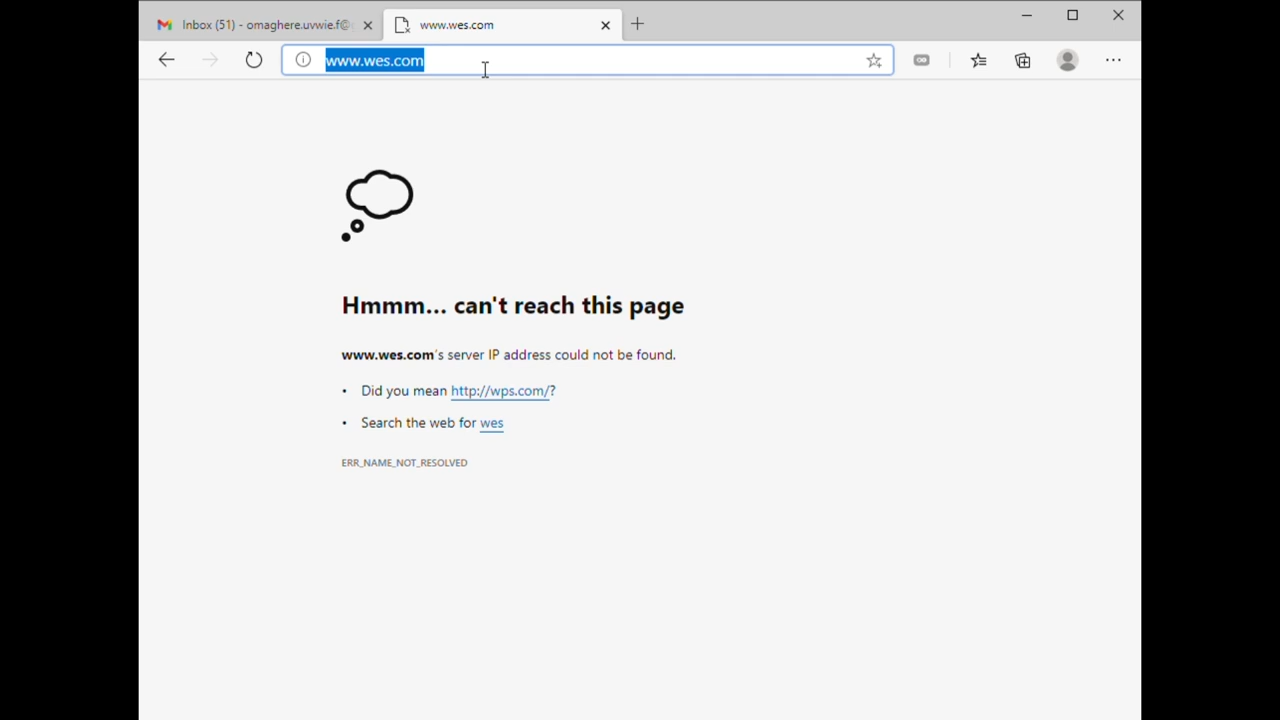 Inbox (51) - omaghere.uvwie.f@
www.wes.com
www.wes.com
Hmmm... can't reach this page
www.wes.com's server IP address could not be found.
• Did you mean http://wps.com/?
• Search the web for wes
ERR_NAME_NOT_RESOLVED